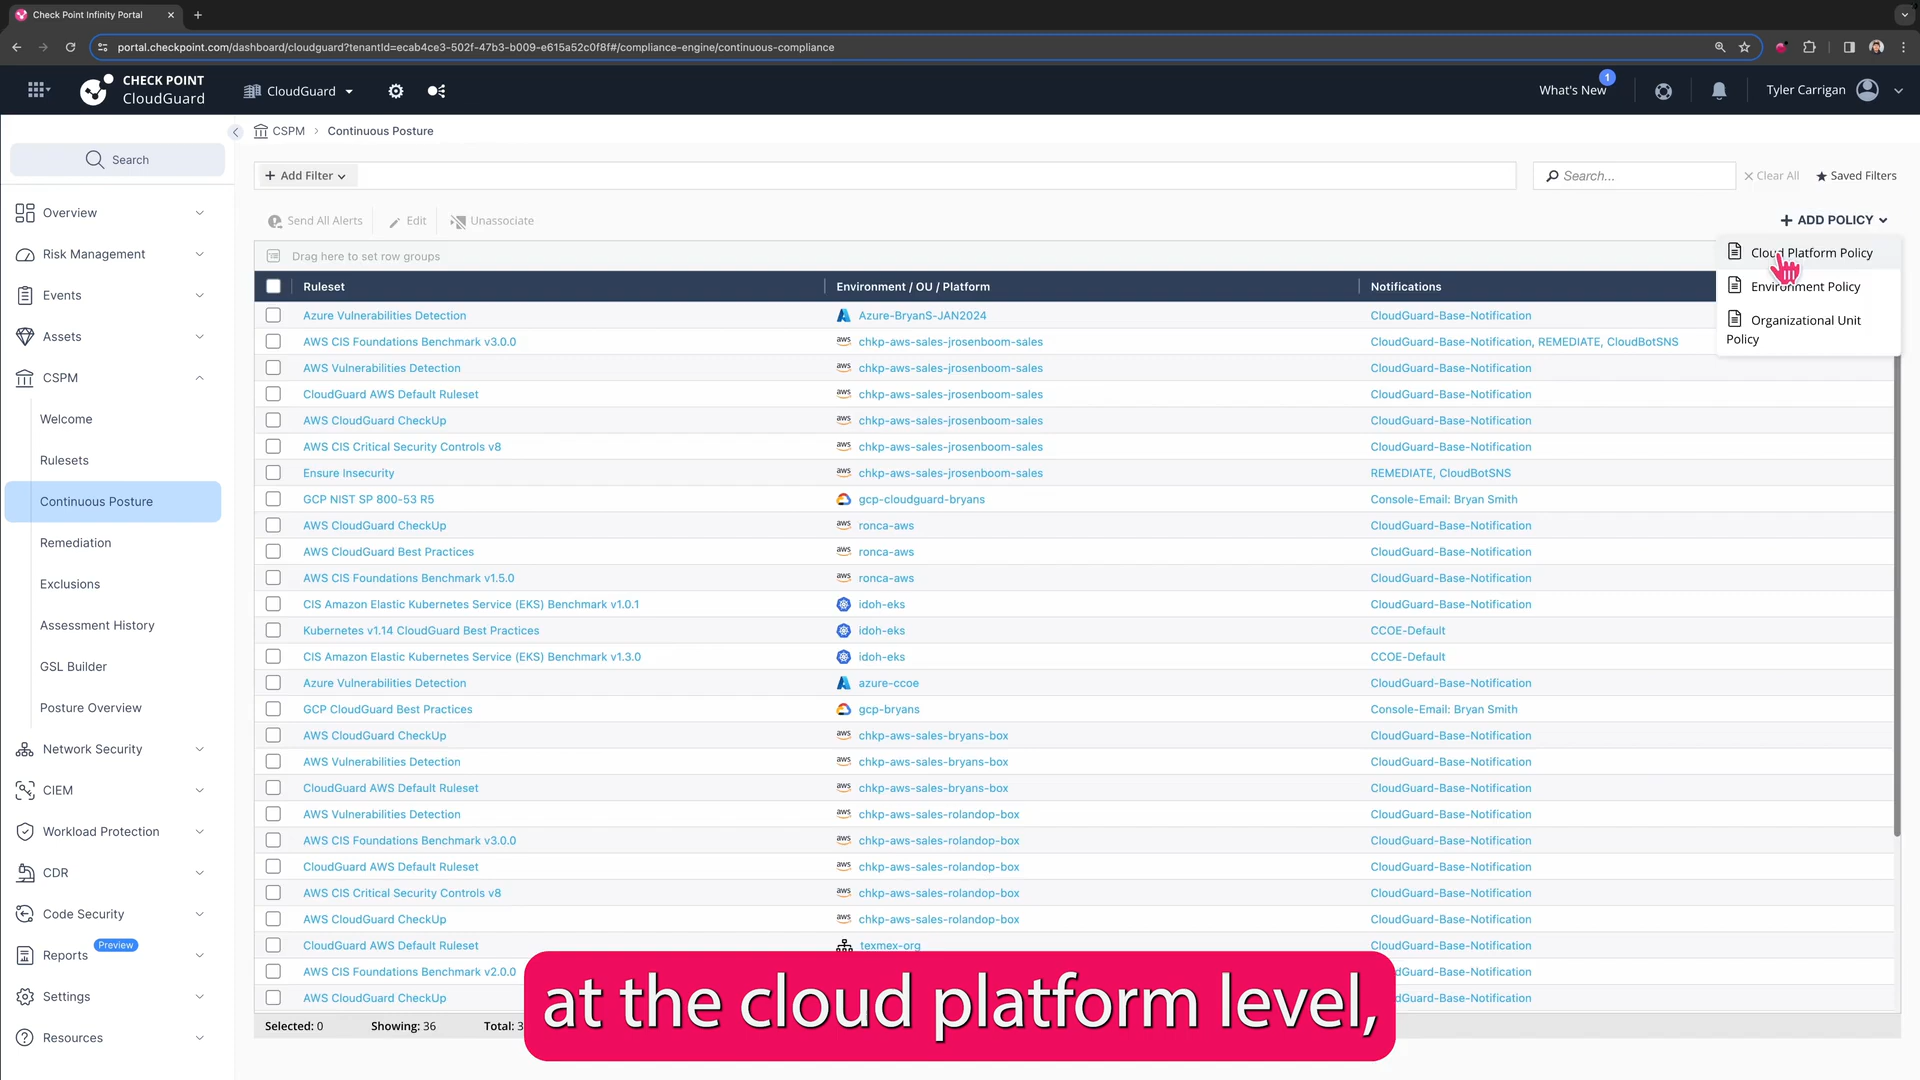 Check Point Infinity Portal
portal.checkpoint.com/dashboard/cloudguard?tenantId=ecab4ce3-502f-47b3-b009-e615a52c0f8f#/compliance-engine/continuous-compliance
CHECK POINT
CloudGuard
CloudGuard
What's New
1
Tyler Carrigan
CSPM > Continuous Posture
Search
+ Add Filter
Search...
Clear All
Saved Filters
Send All Alerts
Edit
Unassociate
+ ADD POLICY
Drag here to set row groups
Cloud Platform Policy
Environment Policy
Organizational Unit
Policy
Overview
Risk Management
Events
Assets
CSPM
Welcome
Rulesets
Continuous Posture
Remediation
Exclusions
Assessment History
GSL Builder
Posture Overview
Network Security
CIEM
Workload Protection
CDR
Code Security
Reports
Preview
Settings
Resources
Ruleset Environment / OU / Platform Notifications
Azure Vulnerabilities Detection Azure-BryanS-JAN2024 CloudGuard-Base-Notification
AWS CIS Foundations Benchmark v3.0.0 aws chkp-aws-sales-jrosenboom-sales CloudGuard-Base-Notification, REMEDIATE, CloudBotSNS
AWS Vulnerabilities Detection aws chkp-aws-sales-jrosenboom-sales CloudGuard-Base-Notification
CloudGuard AWS Default Ruleset aws chkp-aws-sales-jrosenboom-sales CloudGuard-Base-Notification
AWS CloudGuard CheckUp aws chkp-aws-sales-jrosenboom-sales CloudGuard-Base-Notification
AWS CIS Critical Security Controls v8 aws chkp-aws-sales-jrosenboom-sales CloudGuard-Base-Notification
Ensure Insecurity aws chkp-aws-sales-jrosenboom-sales REMEDIATE, CloudBotSNS
GCP NIST SP 800-53 R5 gcp-cloudguard-bryans Console-Email: Bryan Smith
AWS CloudGuard CheckUp aws ronca-aws CloudGuard-Base-Notification
AWS CloudGuard Best Practices aws ronca-aws CloudGuard-Base-Notification
AWS CIS Foundations Benchmark v1.5.0 aws ronca-aws CloudGuard-Base-Notification
CIS Amazon Elastic Kubernetes Service (EKS) Benchmark v1.0.1 idoh-eks CloudGuard-Base-Notification
Kubernetes v1.14 CloudGuard Best Practices idoh-eks CCOE-Default
CIS Amazon Elastic Kubernetes Service (EKS) Benchmark v1.3.0 idoh-eks CCOE-Default
Azure Vulnerabilities Detection azure-ccoe CloudGuard-Base-Notification
GCP CloudGuard Best Practices gcp-bryans Console-Email: Bryan Smith
AWS CloudGuard CheckUp aws chkp-aws-sales-bryans-box CloudGuard-Base-Notification
AWS Vulnerabilities Detection aws chkp-aws-sales-bryans-box CloudGuard-Base-Notification
CloudGuard AWS Default Ruleset aws chkp-aws-sales-bryans-box CloudGuard-Base-Notification
AWS Vulnerabilities Detection aws chkp-aws-sales-rolandop-box CloudGuard-Base-Notification
AWS CIS Foundations Benchmark v3.0.0 aws chkp-aws-sales-rolandop-box CloudGuard-Base-Notification
CloudGuard AWS Default Ruleset aws chkp-aws-sales-rolandop-box CloudGuard-Base-Notification
AWS CIS Critical Security Controls v8 aws chkp-aws-sales-rolandop-box CloudGuard-Base-Notification
AWS CloudGuard CheckUp aws chkp-aws-sales-rolandop-box CloudGuard-Base-Notification
CloudGuard AWS Default Ruleset texmex-org CloudGuard-Base-Notification
AWS CIS Foundations Benchmark v2.0.0
AWS CloudGuard CheckUp
Selected: 0 Showing: 36 Total: 3
at the cloud platform level,